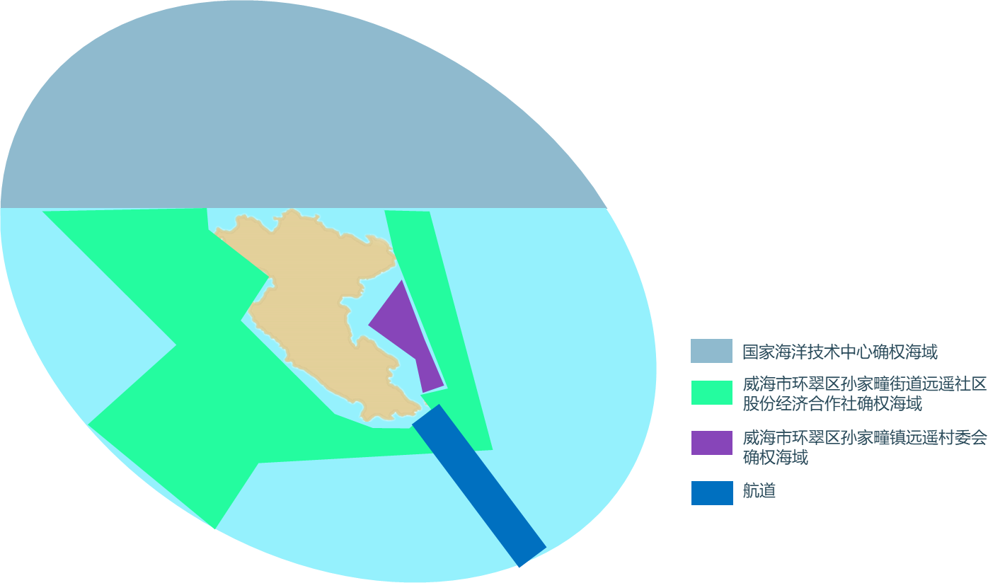 国家海洋技术中心确权海域
威海市环翠区孙家疃街道远遥社区
股份经济合作社确权海域
威海市环翠区孙家疃镇远遥村委会
确权海域
航道